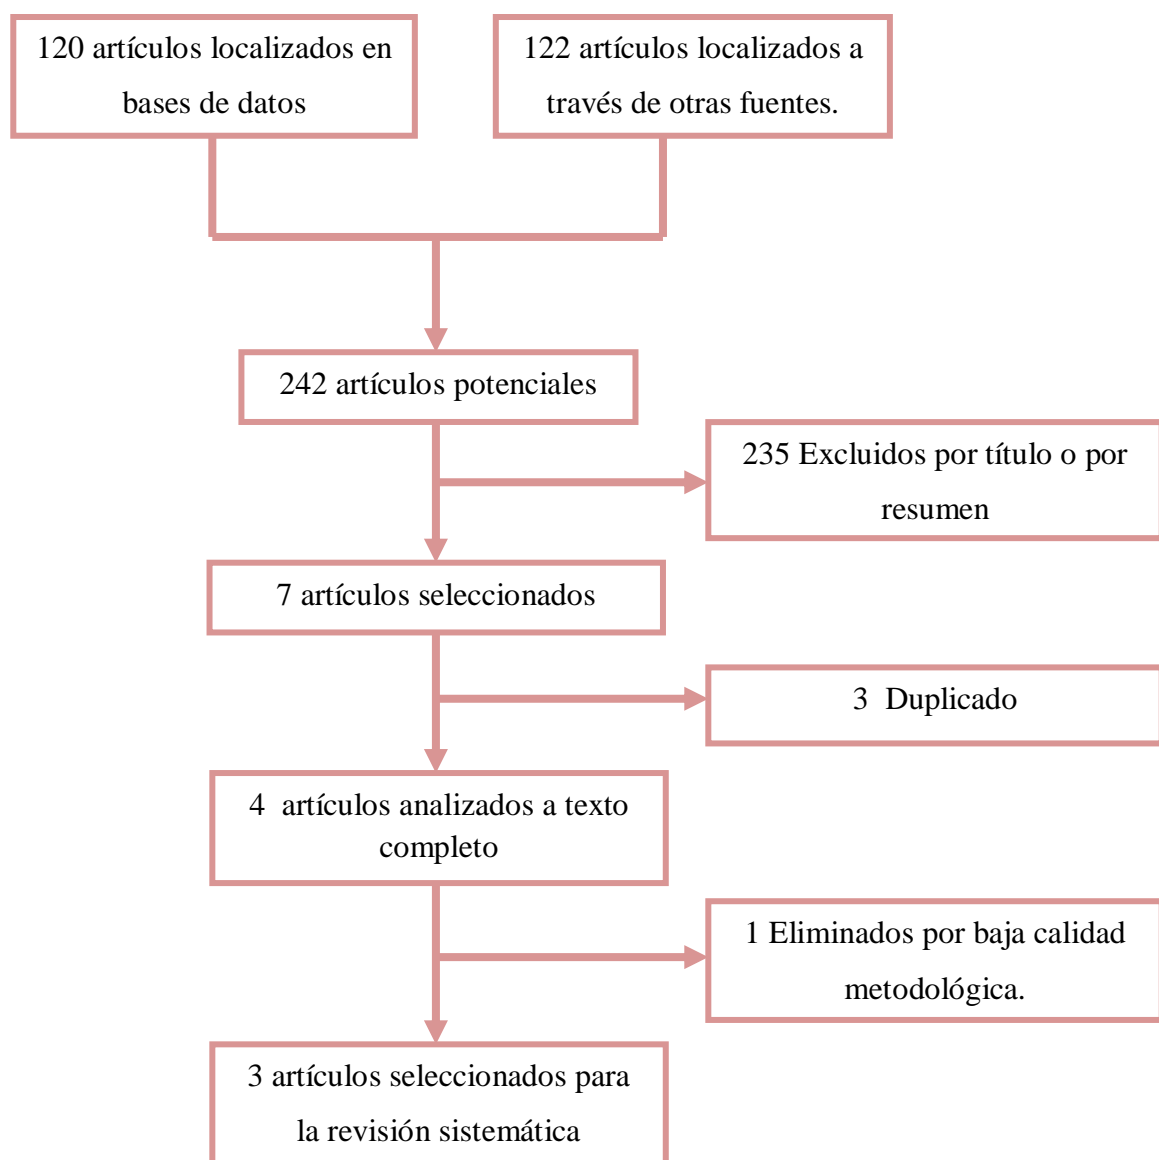 120 artículos localizados en
bases de datos
122 artículos localizados a
través de otras fuentes.
242 artículos potenciales
235 Excluidos por título o por
resumen
7 artículos seleccionados
3 Duplicado
4 artículos analizados a texto
completo
1 Eliminados por baja calidad
metodológica.
3 artículos seleccionados para
la revisión sistemática